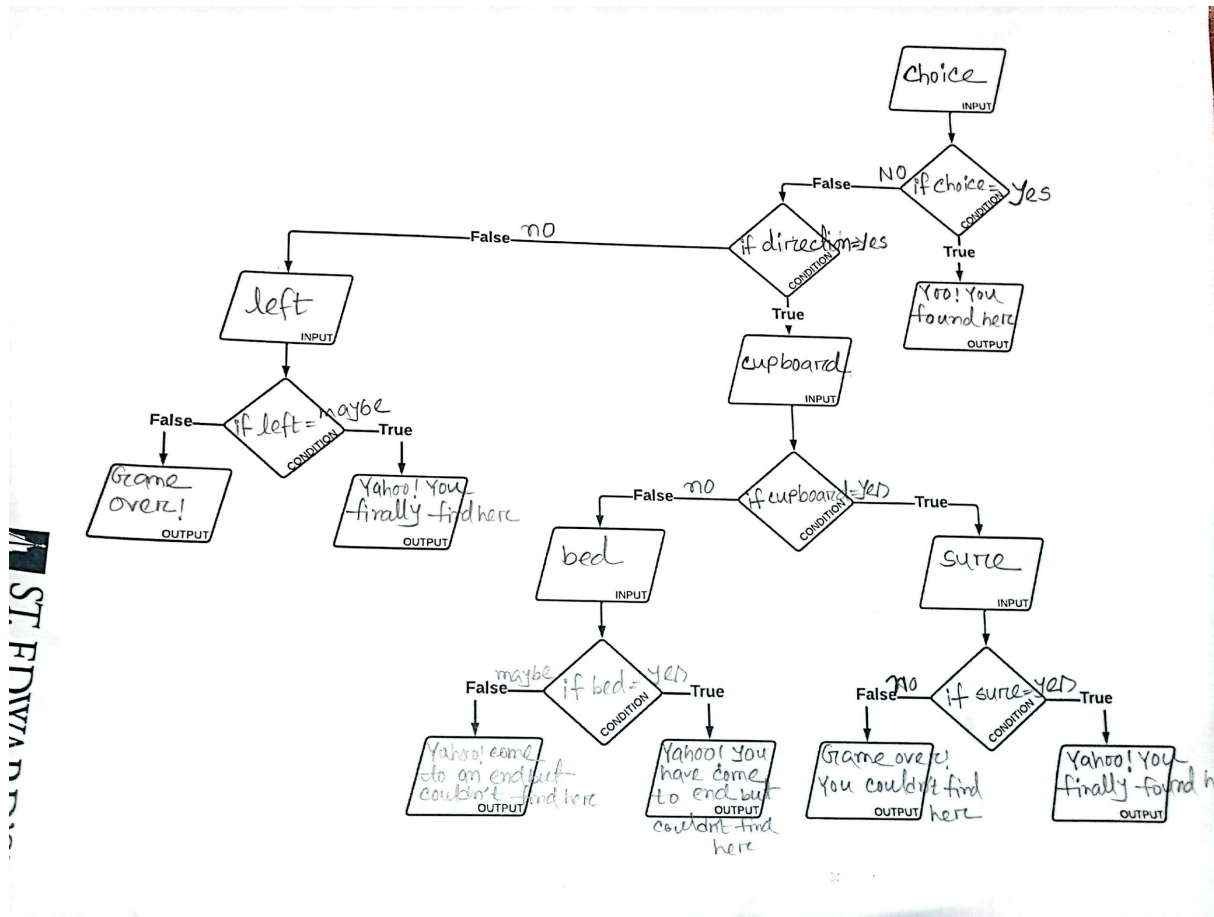 choice
INPUT
NO
False
if choice= yes
CONDITION
True
Yoo! You
found here
OUTPUT
False no
if direction=yes
CONDITION
True
left
INPUT
cupboard
INPUT
False
if left = maybe
CONDITION
True
Game
over!
OUTPUT
Yahoo! You
finally find here
OUTPUT
False no
if cupboard=yes
CONDITION
True
bed
INPUT
sure
INPUT
maybe
False
if bed= yes
CONDITION
True
False No
if sure=yes
CONDITION
True
Yahoo! come
to an end but
couldn't find here
OUTPUT
Yahoo! You
have come
to end but
OUTPUT
couldn't find
here
Game over!
You couldn't find
here
OUTPUT
Yahoo! You
finally found h
OUTPUT